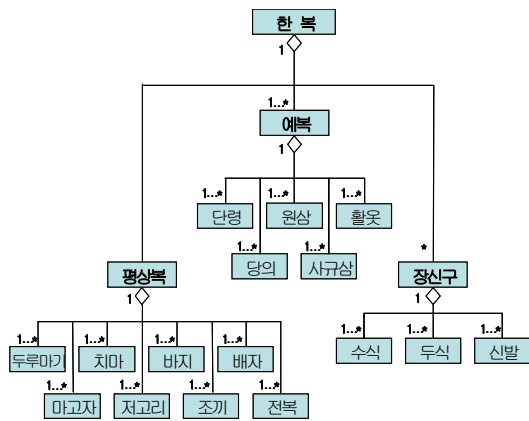 한 복
1
1...*
예복
1
1...* 1...* 1...*
단령 원삼 활옷
1...* 1...*
당의 사규삼
*
평상복 장신구
1 1
1...* 1...* 1...* 1...* 1...* 1...* 1...*
두루마기 치마 바지 배자 수식 두식 신발
1...* 1...* 1...* 1...*
마고자 저고리 조끼 전복